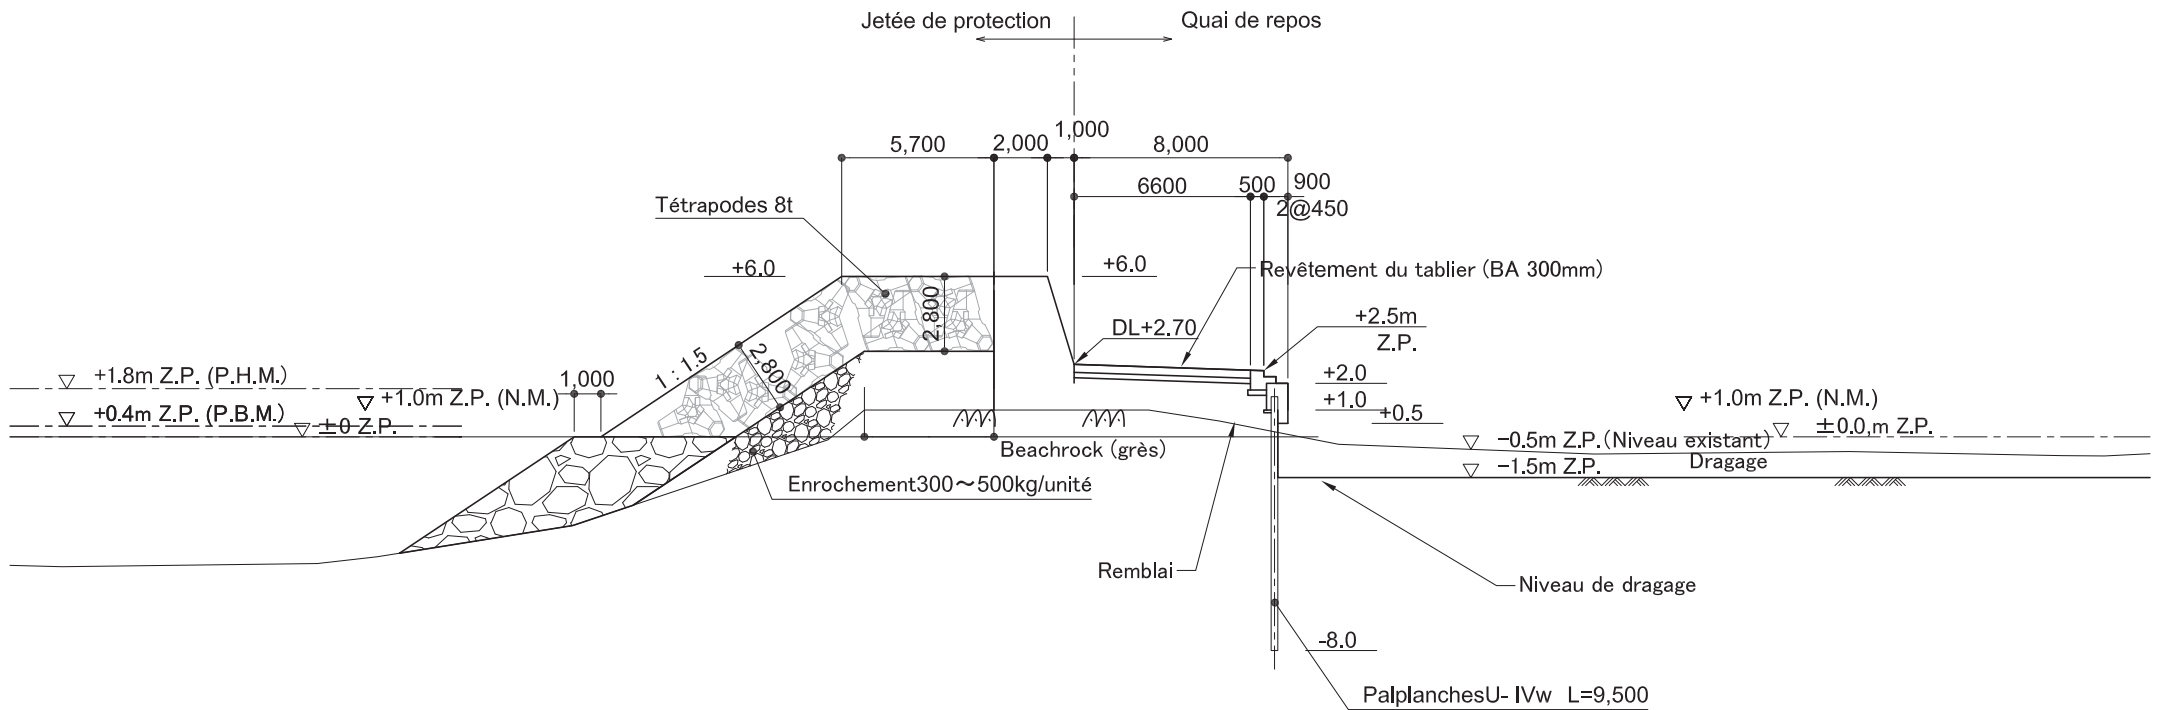 Jetée de protection
Quai de repos
5,700
2,000
1,000
8,000
6600
500
900
2@450
Tétrapodes 8t
+6.0
+6.0
Revêtement du tablier (BA 300mm)
2,800
DL+2.70
+2.5m
Z.P.
1 : 1.5
2,800
+1.8m Z.P. (P.H.M.)
1,000
+2.0
+1.0m Z.P. (N.M.)
+1.0
+1.0m Z.P. (N.M.)
+0.4m Z.P. (P.B.M.)
+0.5
±0 Z.P.
±0.0,m Z.P.
−0.5m Z.P. (Niveau existant)
Beachrock (grès)
Dragage
−1.5m Z.P.
Enrochement300～500kg/unité
Remblai
Niveau de dragage
-8.0
PalplanchesU- IVw L=9,500